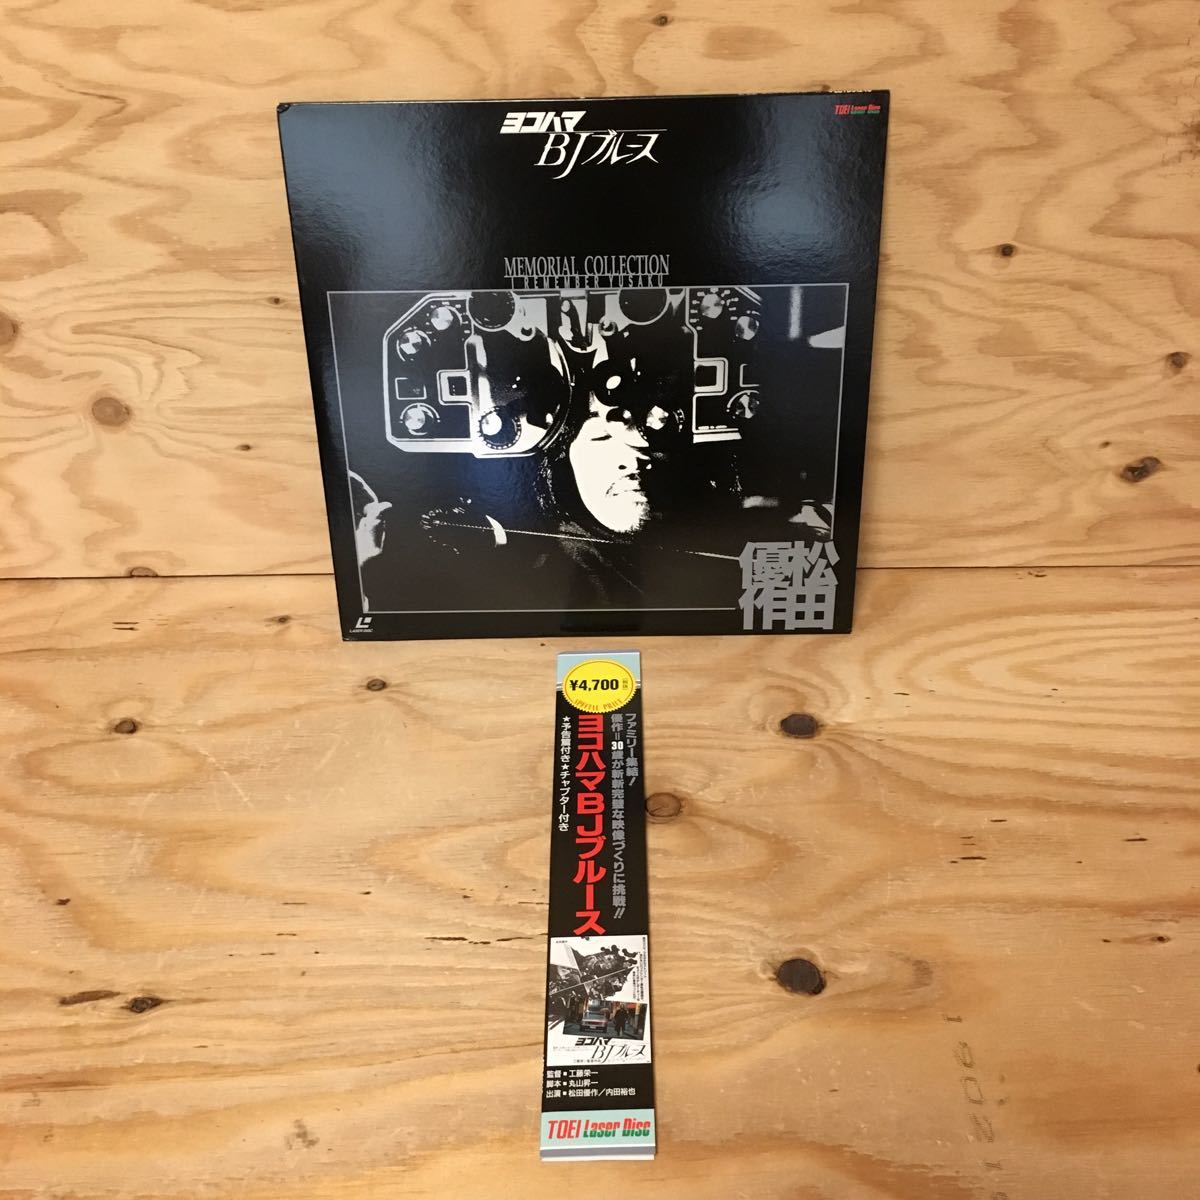 TOEI Laser Disc
ヨコハマ
BJブルース
MEMORIAL COLLECTION
I REMEMBER YUSAKU
松田
優作
LASER DISC
¥4,700
SPECIAL PRICE
ファミリー集結!
優作=30歳が斬新完璧な映像づくりに挑戦!!
ヨコハマBJブルース
★予告篇付き★チャプター付き
ヨコハマ
BJブルース
監督■工藤栄一
脚本■丸山昇一
出演■松田優作/内田裕也
TOEI Laser Disc